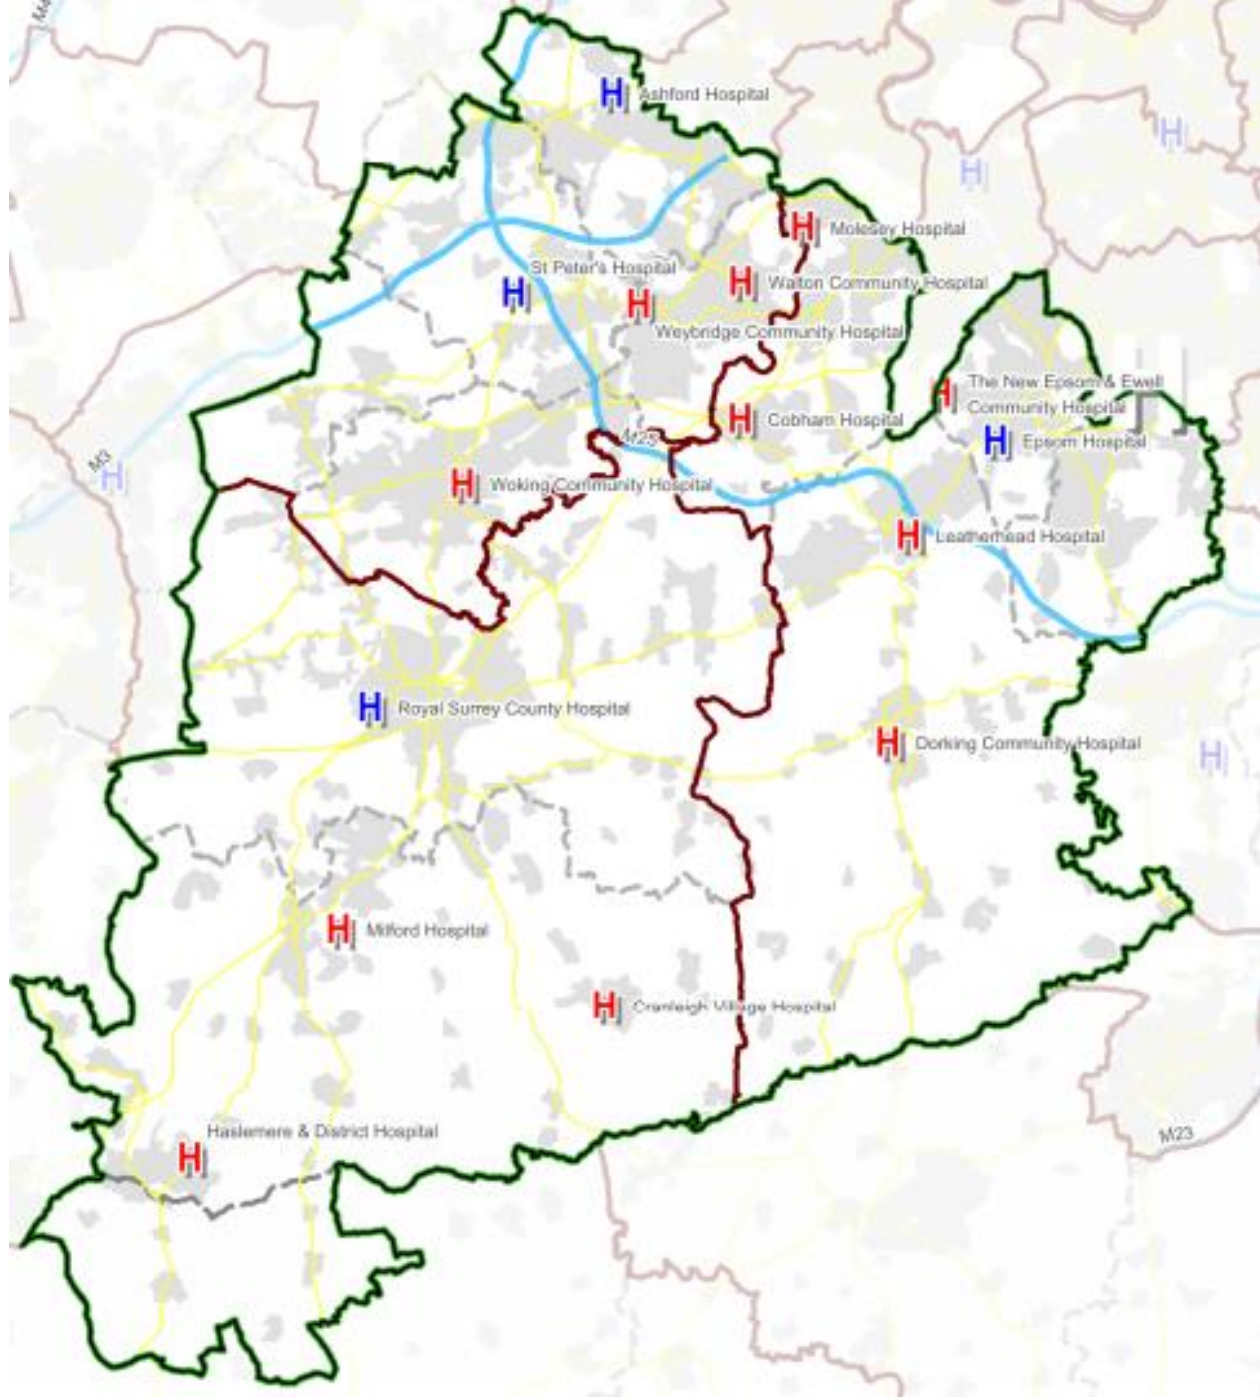 M4
H Ashford Hospital
H
H
H Molesey Hospital
St Peter's Hospital
H
H Walton Community Hospital
H
Weybridge Community Hospital
H The New Epsom & Ewell
Community Hospital
H Cobham Hospital
H Epsom Hospital
M25
M3
H
H Woking Community Hospital
H Leatherhead Hospital
H Royal Surrey County Hospital
H Dorking Community Hospital
H
H Milford Hospital
H Cranleigh Village Hospital
Haslemere & District Hospital
H
M23